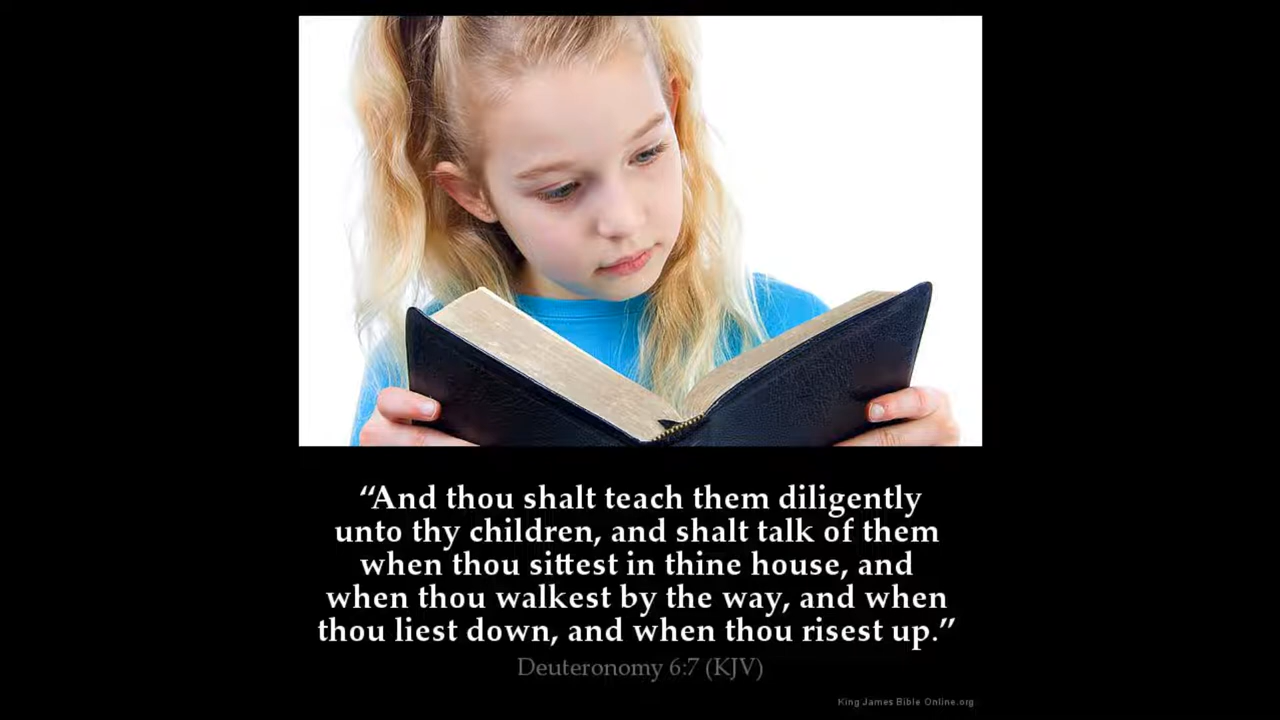 “And thou shalt teach them diligently
unto thy children, and shalt talk of them
when thou sittest in thine house, and
when thou walkest by the way, and when
thou liest down, and when thou risest up.”
Deuteronomy 6:7 (KJV)
King James Bible Online.org